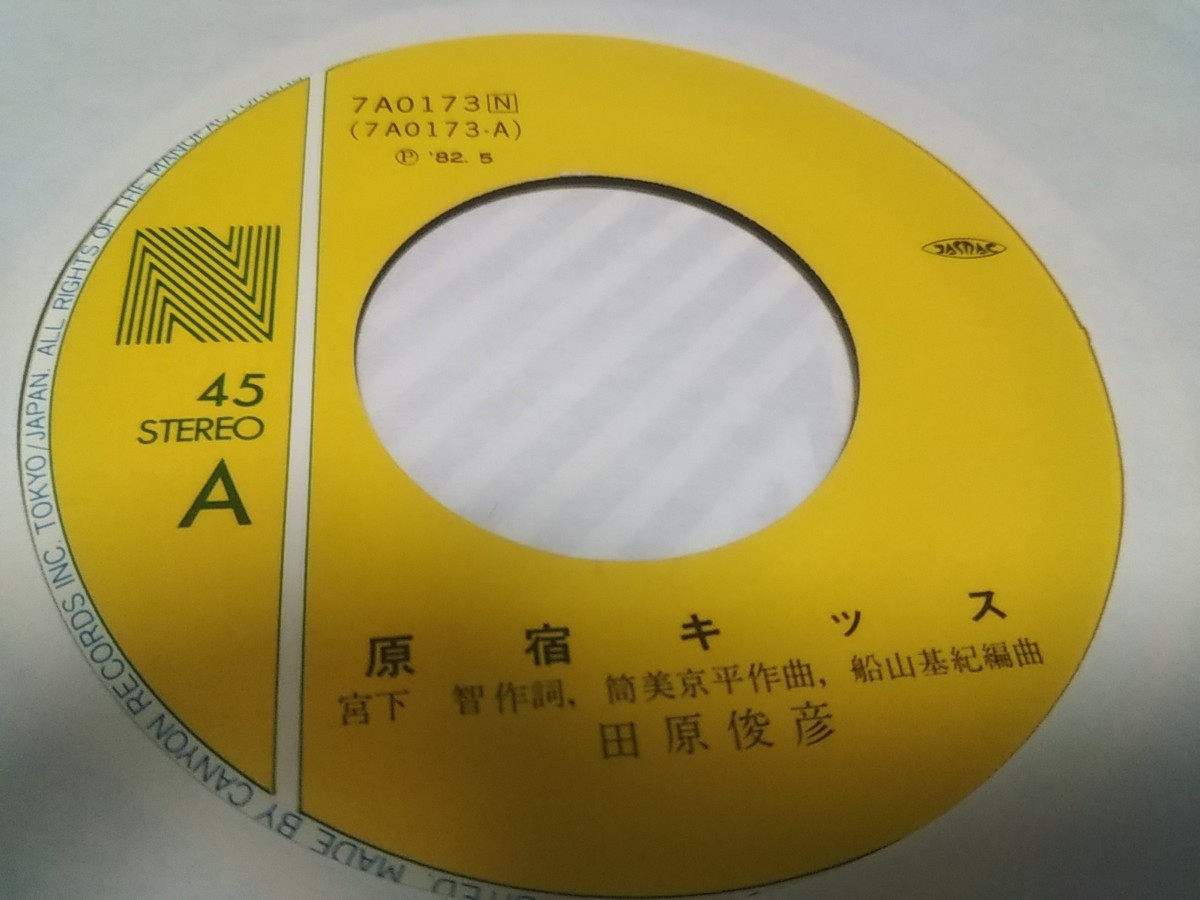 7A0173 N
(7A0173-A)
Ⓟ '82. 5
JASRAC
N
45
STEREO
A
原宿キッス
宮下 智作詞, 筒美京平作曲, 船山基紀編曲
田原俊彦
MADE BY CANYON RECORDS INC. TOKYO/JAPAN. ALL RIGHTS OF THE MANUFACTURER